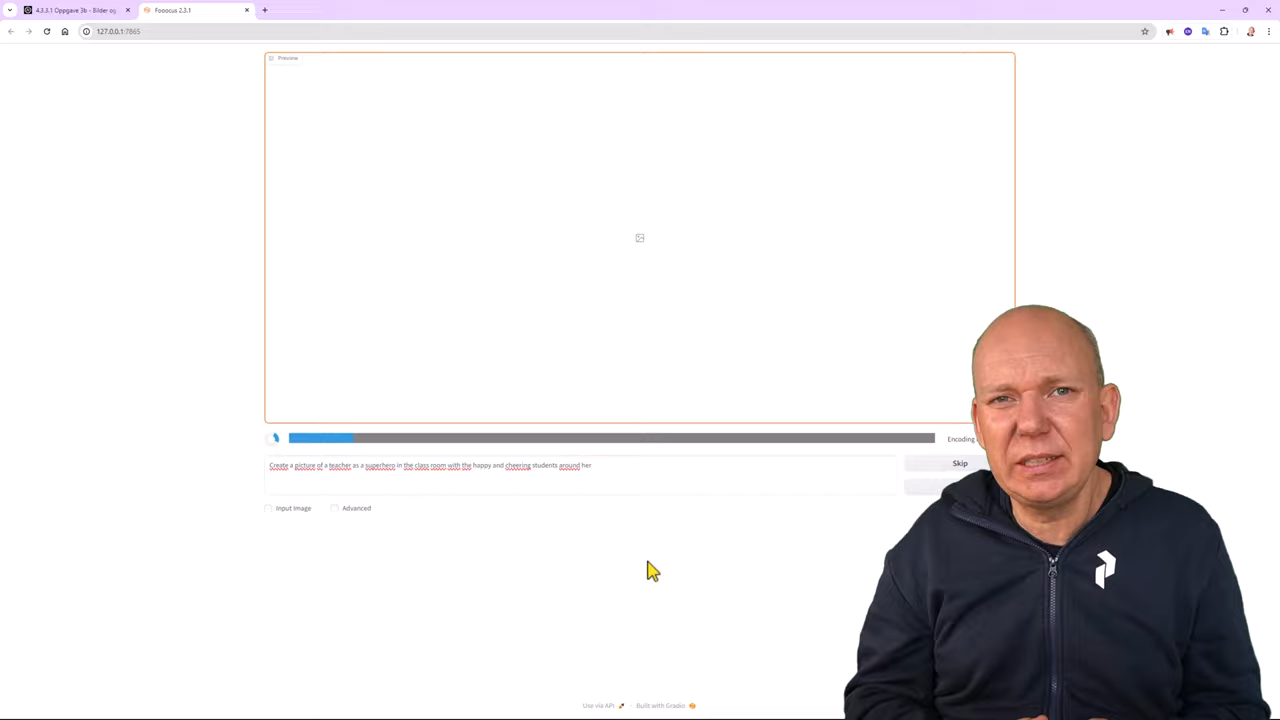 4.3.3.1 Oppgave 3b - Bilder og
Fooocus 2.3.1
127.0.0.1:7865
Preview
Encoding
Create a picture of a teacher as a superhero in the class room with the happy and cheering students around her
Skip
Input Image
Advanced
Use via API
·
Built with Gradio